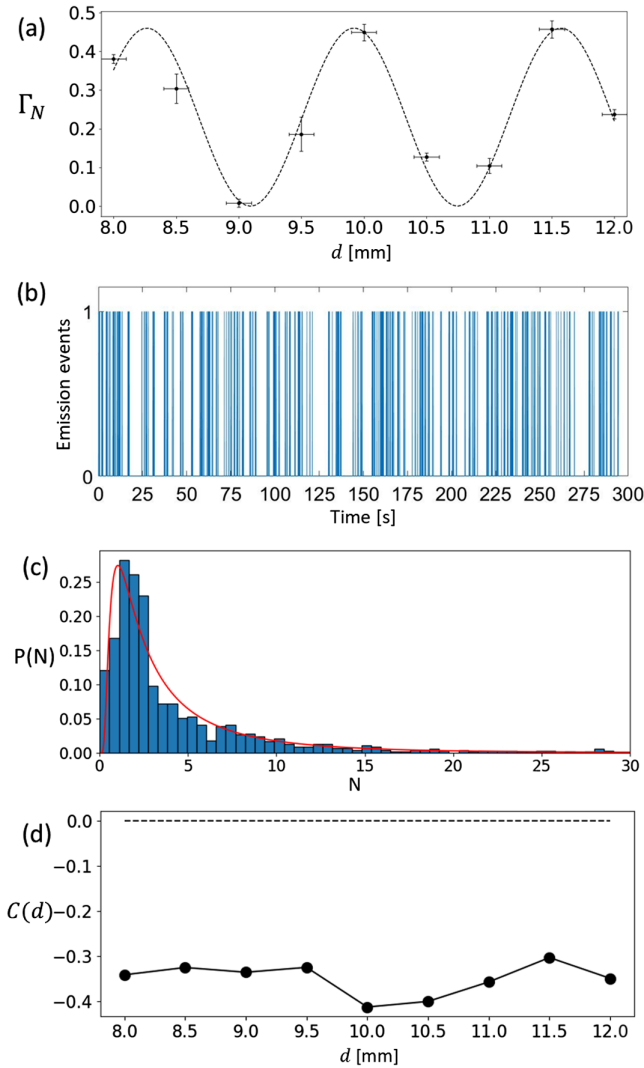 (a)
0.5
0.4
0.3
0.2
0.1
0.0
Γ_N
8.0 8.5 9.0 9.5 10.0 10.5 11.0 11.5 12.0
d [mm]
(b)
1
0
Emission events
0 25 50 75 100 125 150 175 200 225 250 275 300
Time [s]
(c)
0.25
0.20
0.15
0.10
0.05
0.00
P(N)
0 5 10 15 20 25 30
N
(d)
0.0
−0.1
−0.2
−0.3
−0.4
C(d)
8.0 8.5 9.0 9.5 10.0 10.5 11.0 11.5 12.0
d [mm]